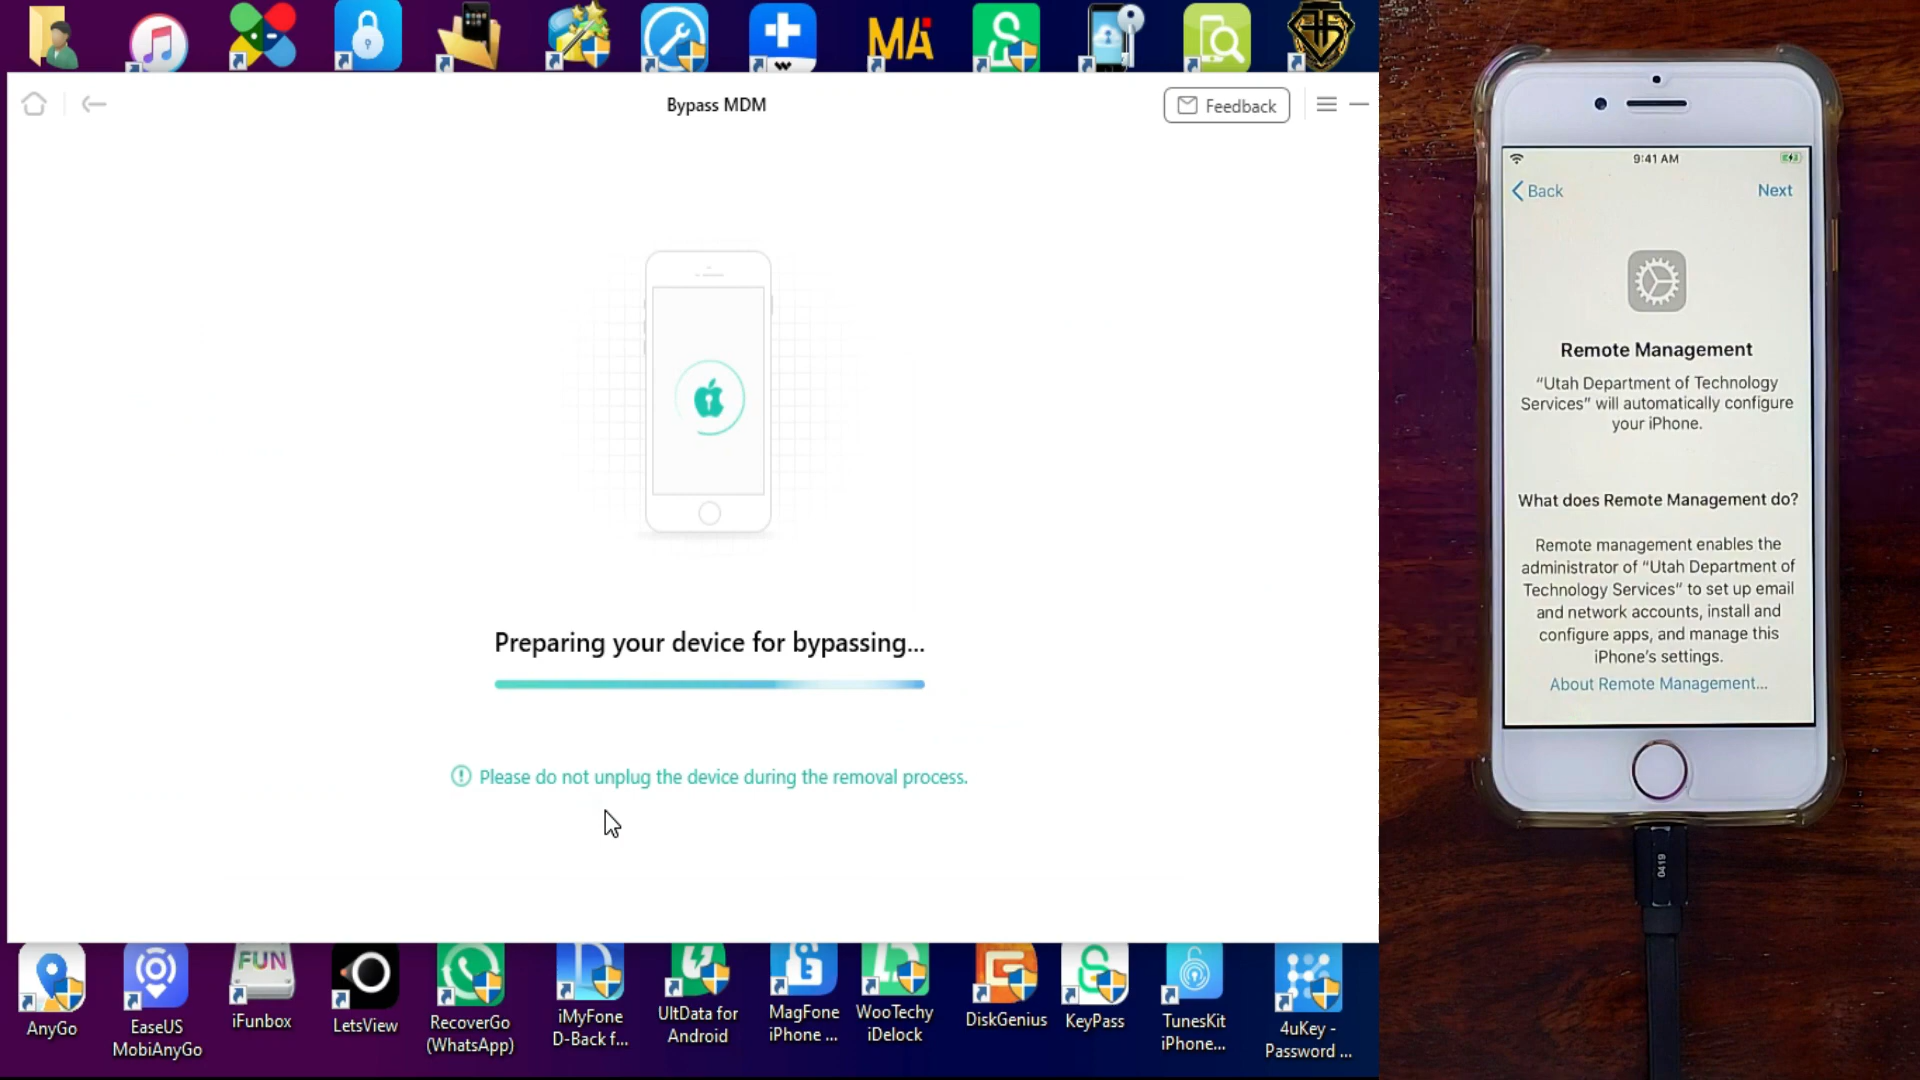 MA
Bypass MDM
Feedback
Preparing your device for bypassing...
Please do not unplug the device during the removal process.
FUN
AnyGo
EaseUS
MobiAnyGo
iFunbox
LetsView
RecoverGo
(WhatsApp)
iMyFone
D-Back f...
UltData for
Android
MagFone
iPhone ...
WooTechy
iDelock
DiskGenius
KeyPass
TunesKit
iPhone...
4uKey -
Password ...
9:41 AM
Back
Next
Remote Management
“Utah Department of Technology
Services” will automatically configure
your iPhone.
What does Remote Management do?
Remote management enables the
administrator of “Utah Department of
Technology Services” to set up email
and network accounts, install and
configure apps, and manage this
iPhone’s settings.
About Remote Management...
0419